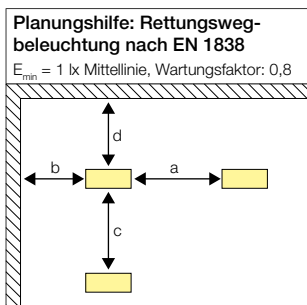 Planungshilfe: Rettungsweg-
beleuchtung nach EN 1838
Emin = 1 lx Mittellinie, Wartungsfaktor: 0,8
d
b
a
c